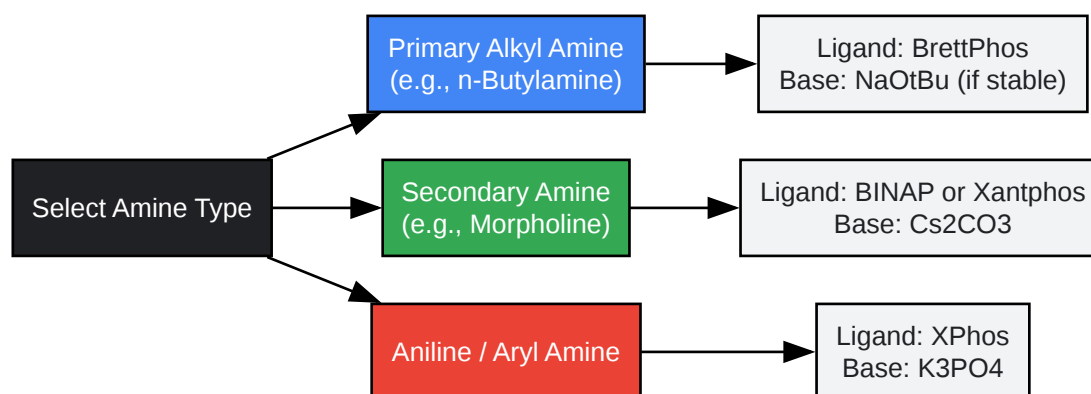 Select Amine Type
Primary Alkyl Amine
(e.g., n-Butylamine)
Ligand: BrettPhos
Base: NaOtBu (if stable)
Secondary Amine
(e.g., Morpholine)
Ligand: BINAP or Xantphos
Base: Cs2CO3
Aniline / Aryl Amine
Ligand: XPhos
Base: K3PO4